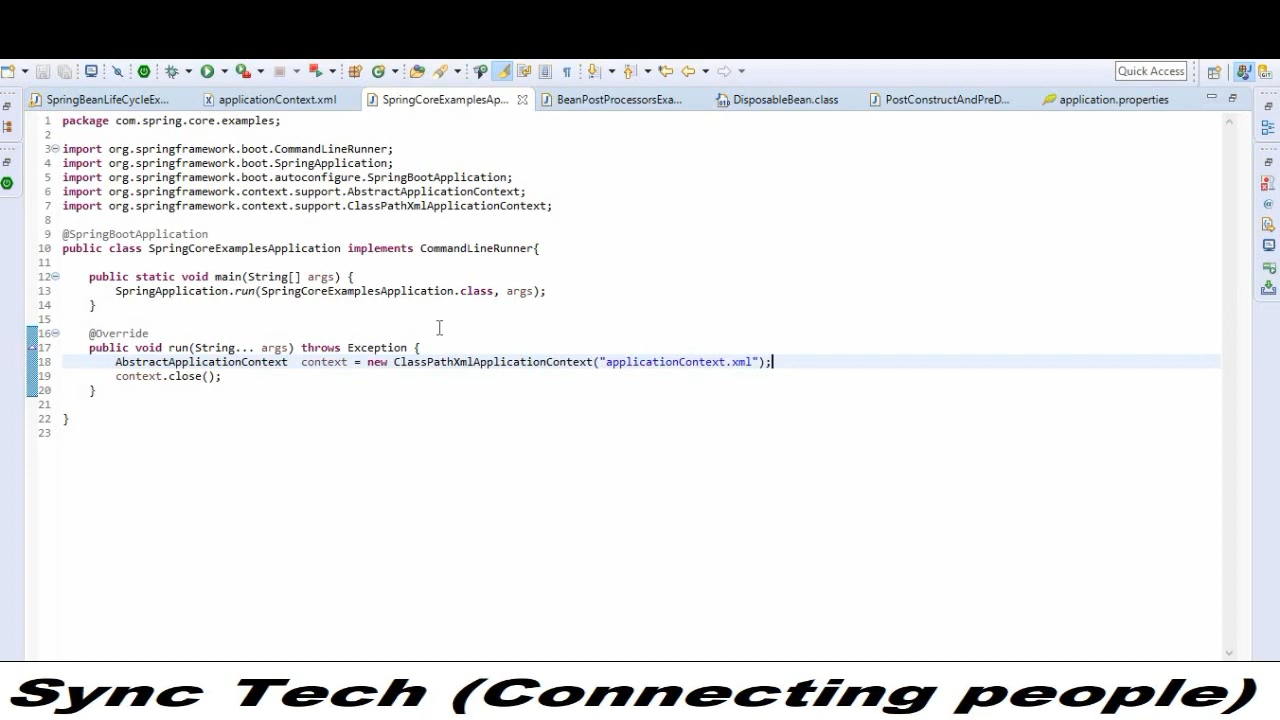 Quick Access
SpringBeanLifeCycleEx...
applicationContext.xml
SpringCoreExamplesAp...
BeanPostProcessorsExa...
DisposableBean.class
PostConstructAndPreD...
application.properties
1 package com.spring.core.examples;
2
3 import org.springframework.boot.CommandLineRunner;
4 import org.springframework.boot.SpringApplication;
5 import org.springframework.boot.autoconfigure.SpringBootApplication;
6 import org.springframework.context.support.AbstractApplicationContext;
7 import org.springframework.context.support.ClassPathXmlApplicationContext;
8
9 @SpringBootApplication
10 public class SpringCoreExamplesApplication implements CommandLineRunner{
11
12 public static void main(String[] args) {
13 SpringApplication.run(SpringCoreExamplesApplication.class, args);
14 }
15
16 @Override
17 public void run(String... args) throws Exception {
18 AbstractApplicationContext  context = new ClassPathXmlApplicationContext("applicationContext.xml");
19 context.close();
20 }
21
22 }
23
Sync Tech (Connecting people)